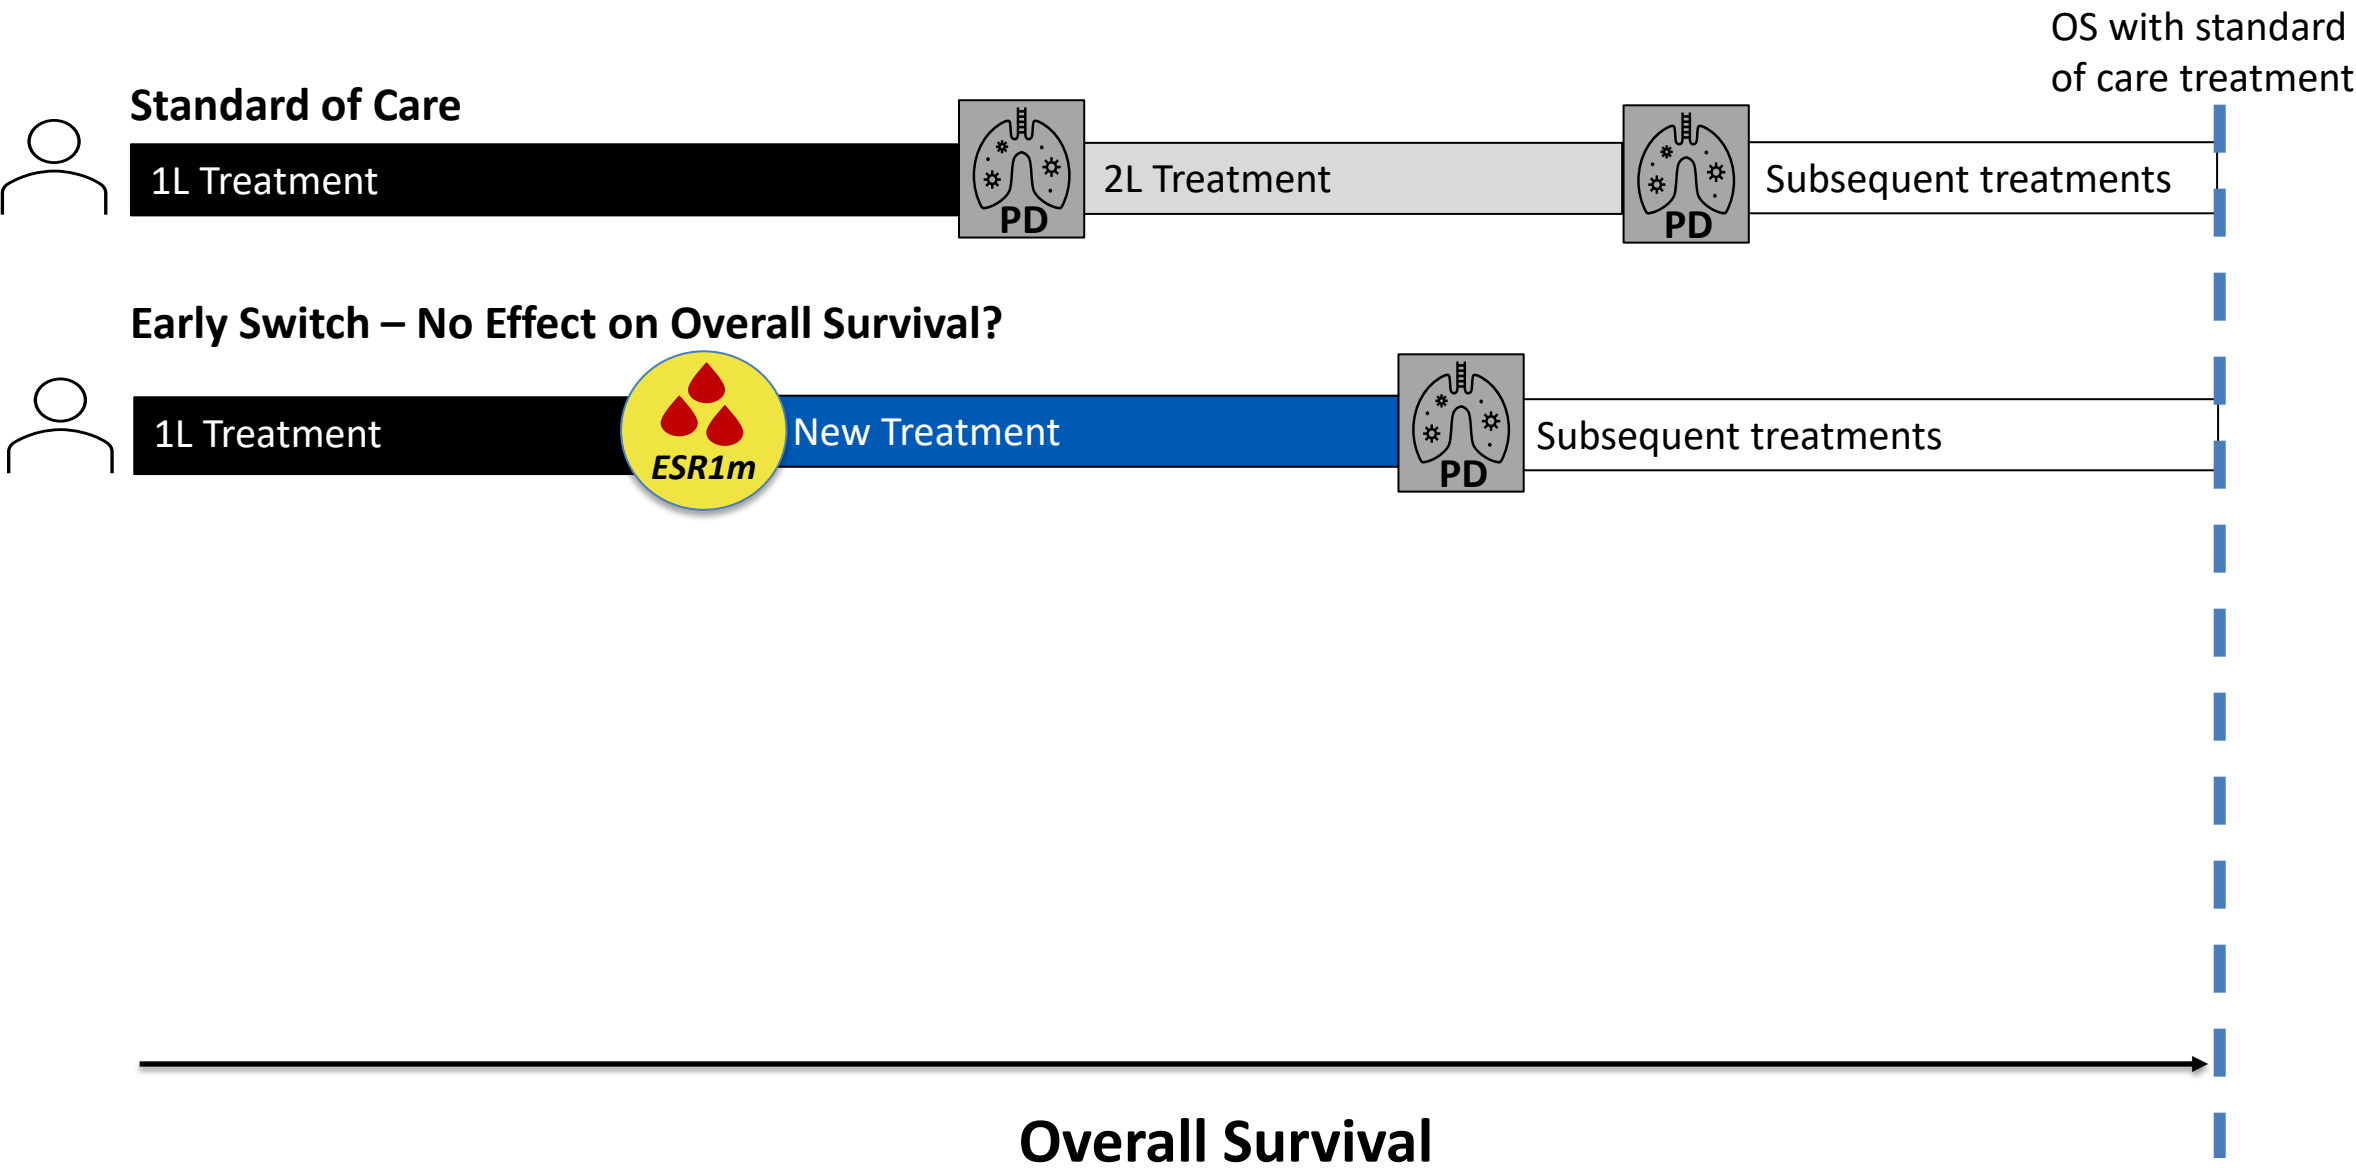 OS with standard
of care treatment
Standard of Care
1L Treatment
PD
2L Treatment
PD
Subsequent treatments
Early Switch – No Effect on Overall Survival?
1L Treatment
ESR1m
New Treatment
PD
Subsequent treatments
Overall Survival